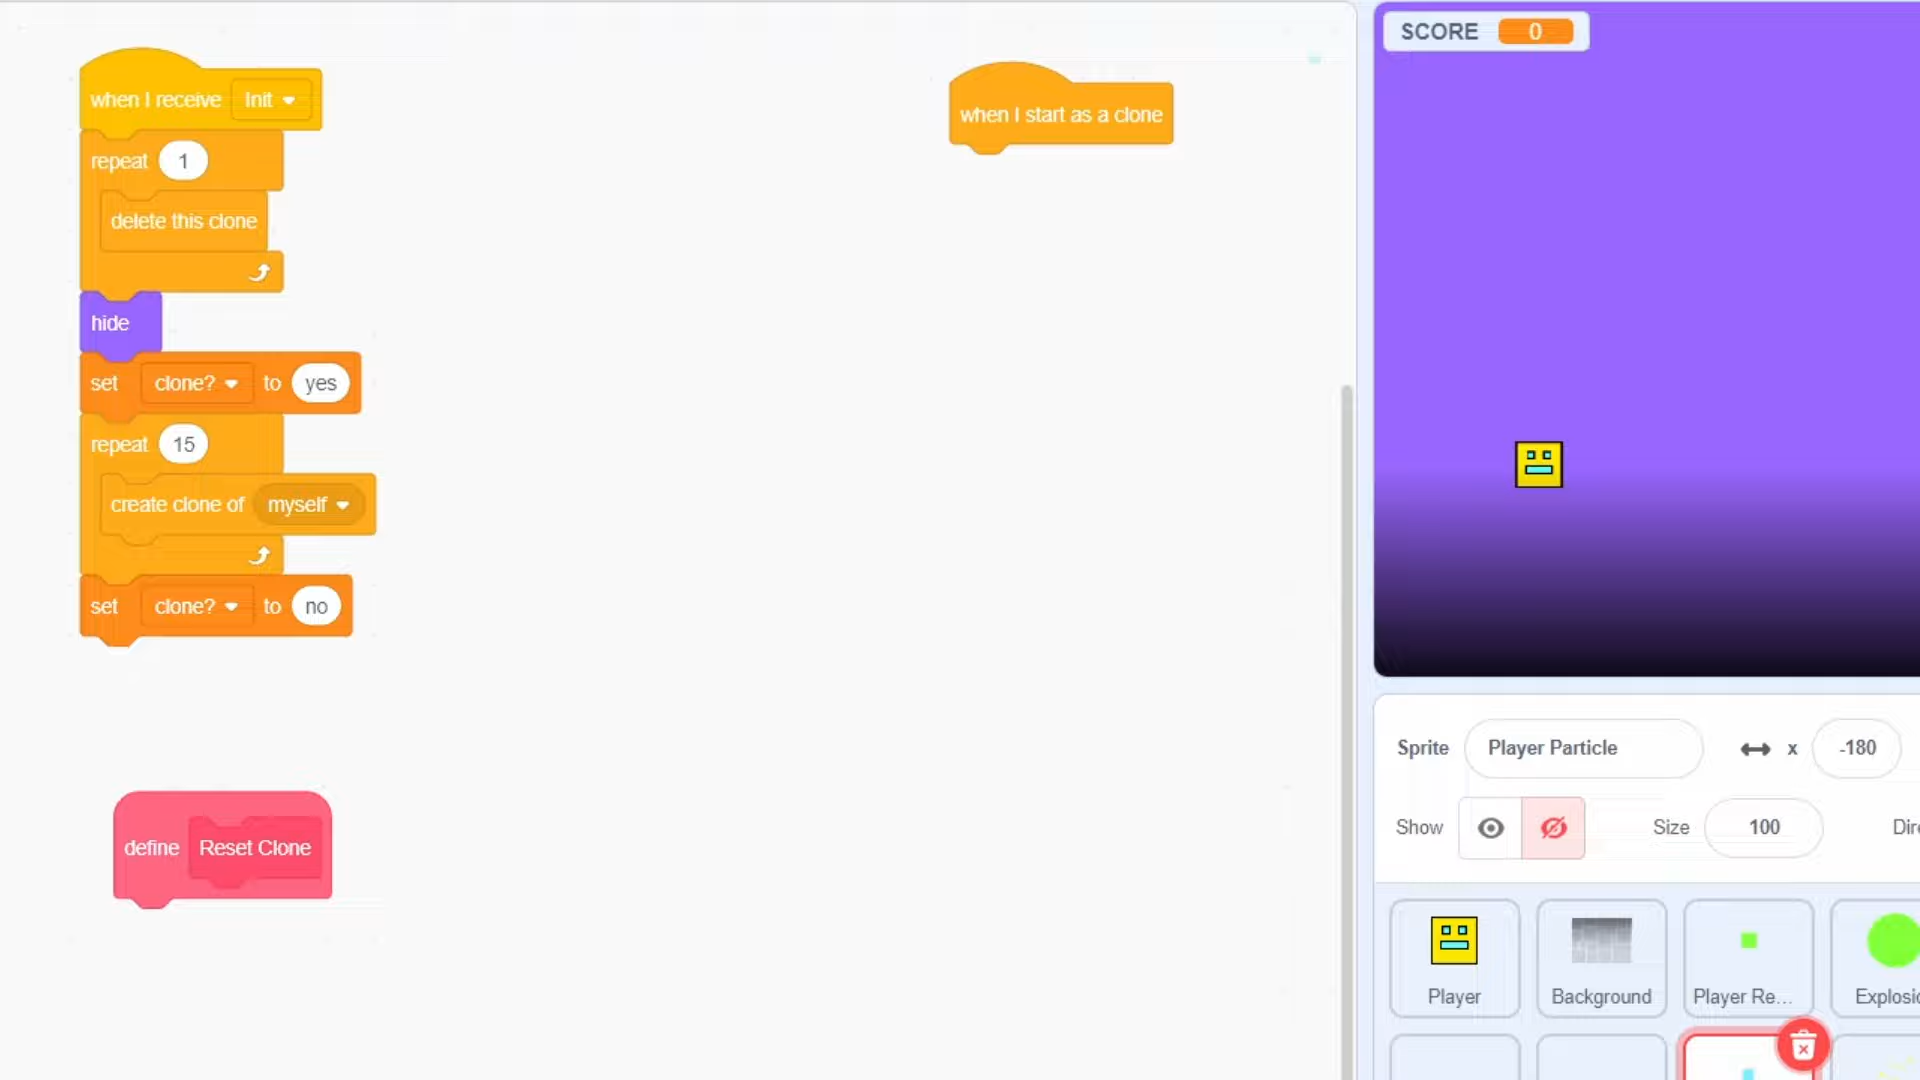 when I receive Init
repeat 1
delete this clone
hide
set clone? to yes
repeat 15
create clone of myself
set clone? to no
define Reset Clone
when I start as a clone
SCORE 0
Sprite Player Particle x -180
Show Size 100 Dire
Player Background Player Re... Explosio